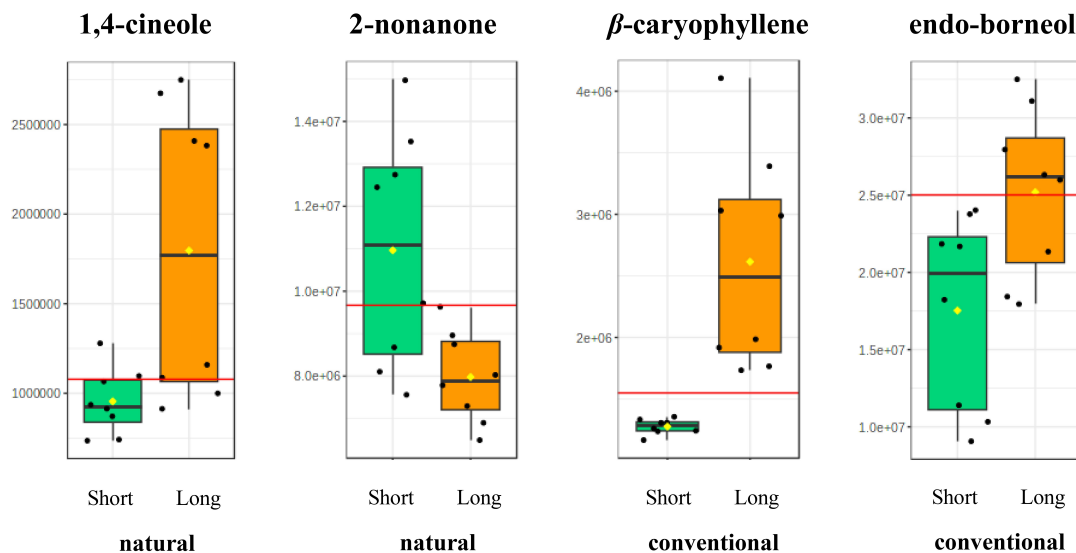 1,4-cineole 2-nonanone β-caryophyllene endo-borneol
2500000
2000000
1500000
1000000
1.4e+07
1.2e+07
1.0e+07
8.0e+06
4e+06
3e+06
2e+06
3.0e+07
2.5e+07
2.0e+07
1.5e+07
1.0e+07
Short Long Short Long Short Long Short Long
natural natural conventional conventional